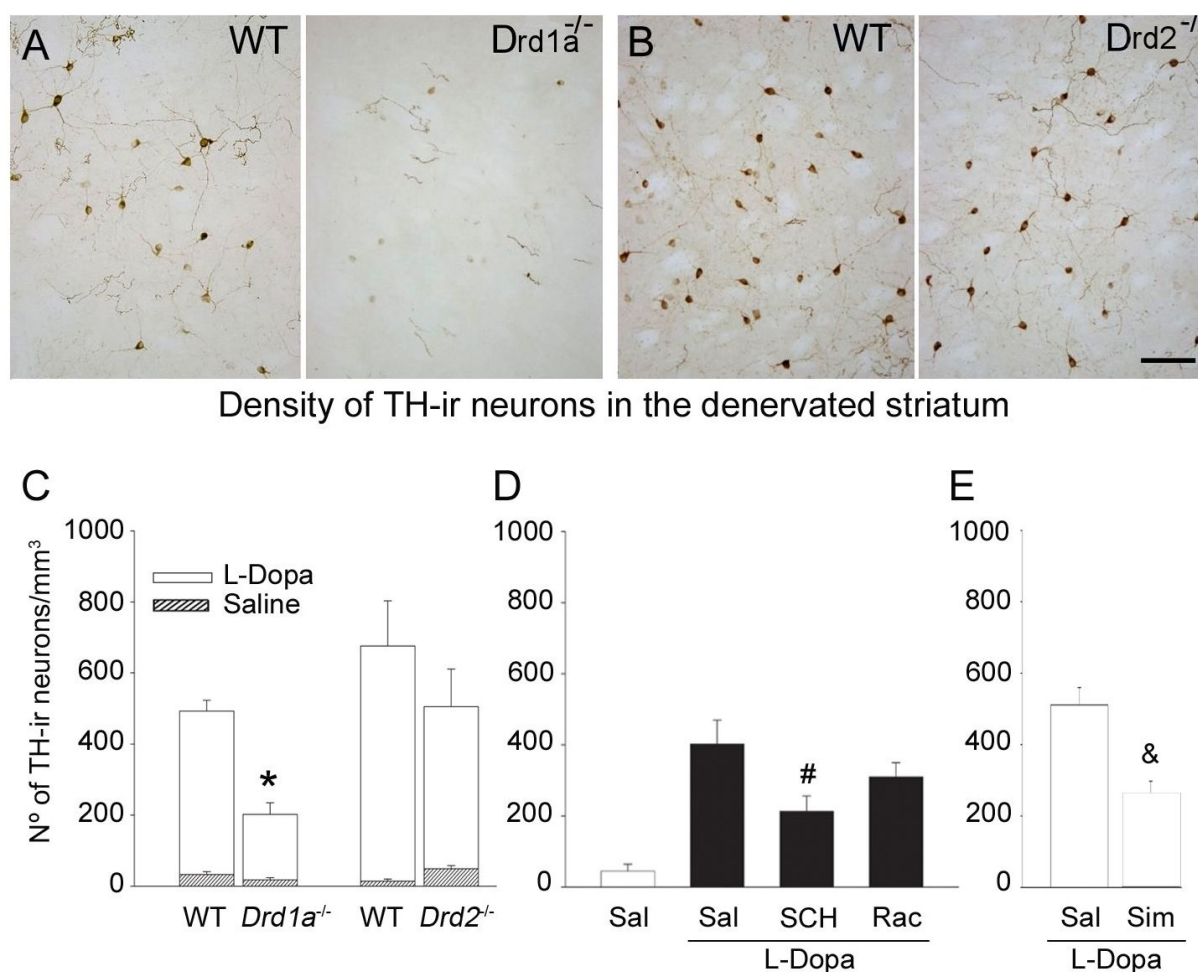 A WT Drd1a-/- B WT Drd2-/
Density of TH-ir neurons in the denervated striatum
C D E
Nº of TH-ir neurons/mm³
1000 1000 1000
L-Dopa
Saline
800 800 800
600 600 600
400 400 400
* # &
200 200 200
0 0 0
WT Drd1a-/- WT Drd2-/- Sal Sal SCH Rac Sal Sim
L-Dopa L-Dopa